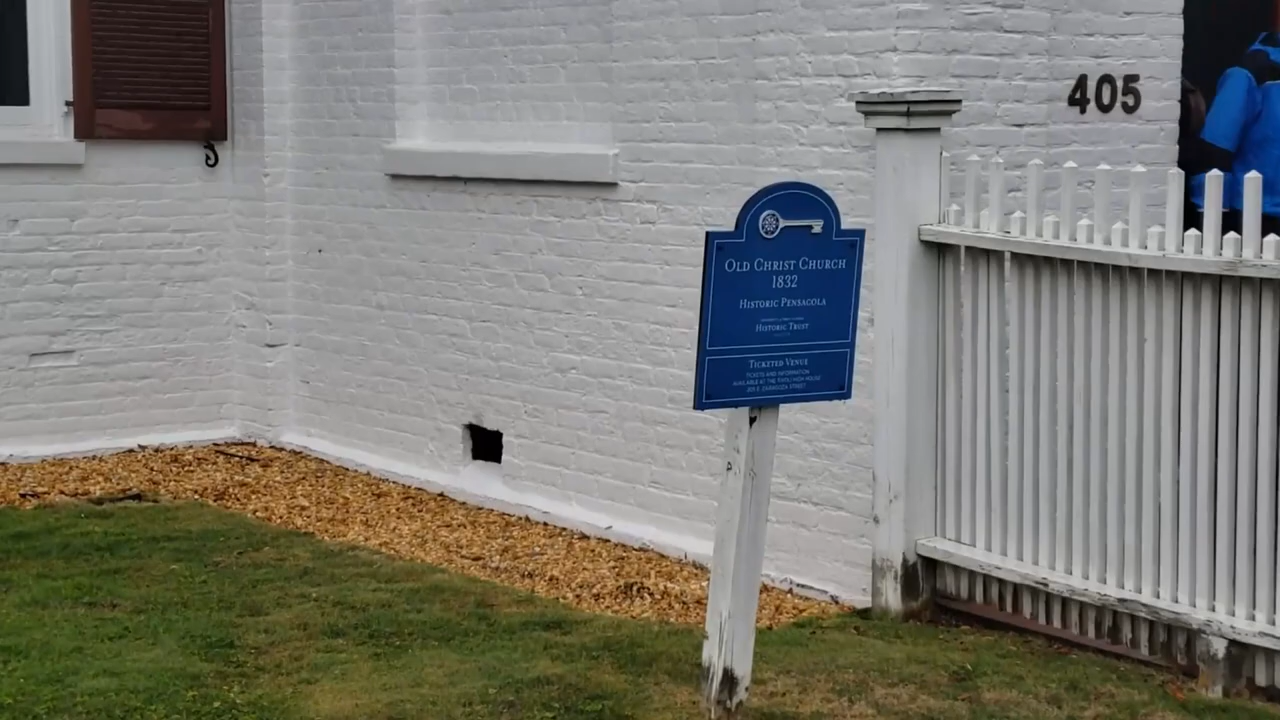 405
OLD CHRIST CHURCH
1832
HISTORIC PENSACOLA
HISTORIC TRUST
TICKETED VENUE
TICKETS AND INFORMATION
AVAILABLE AT THE TIVOLI HIGH HOUSE
205 E. ZARAGOZA STREET